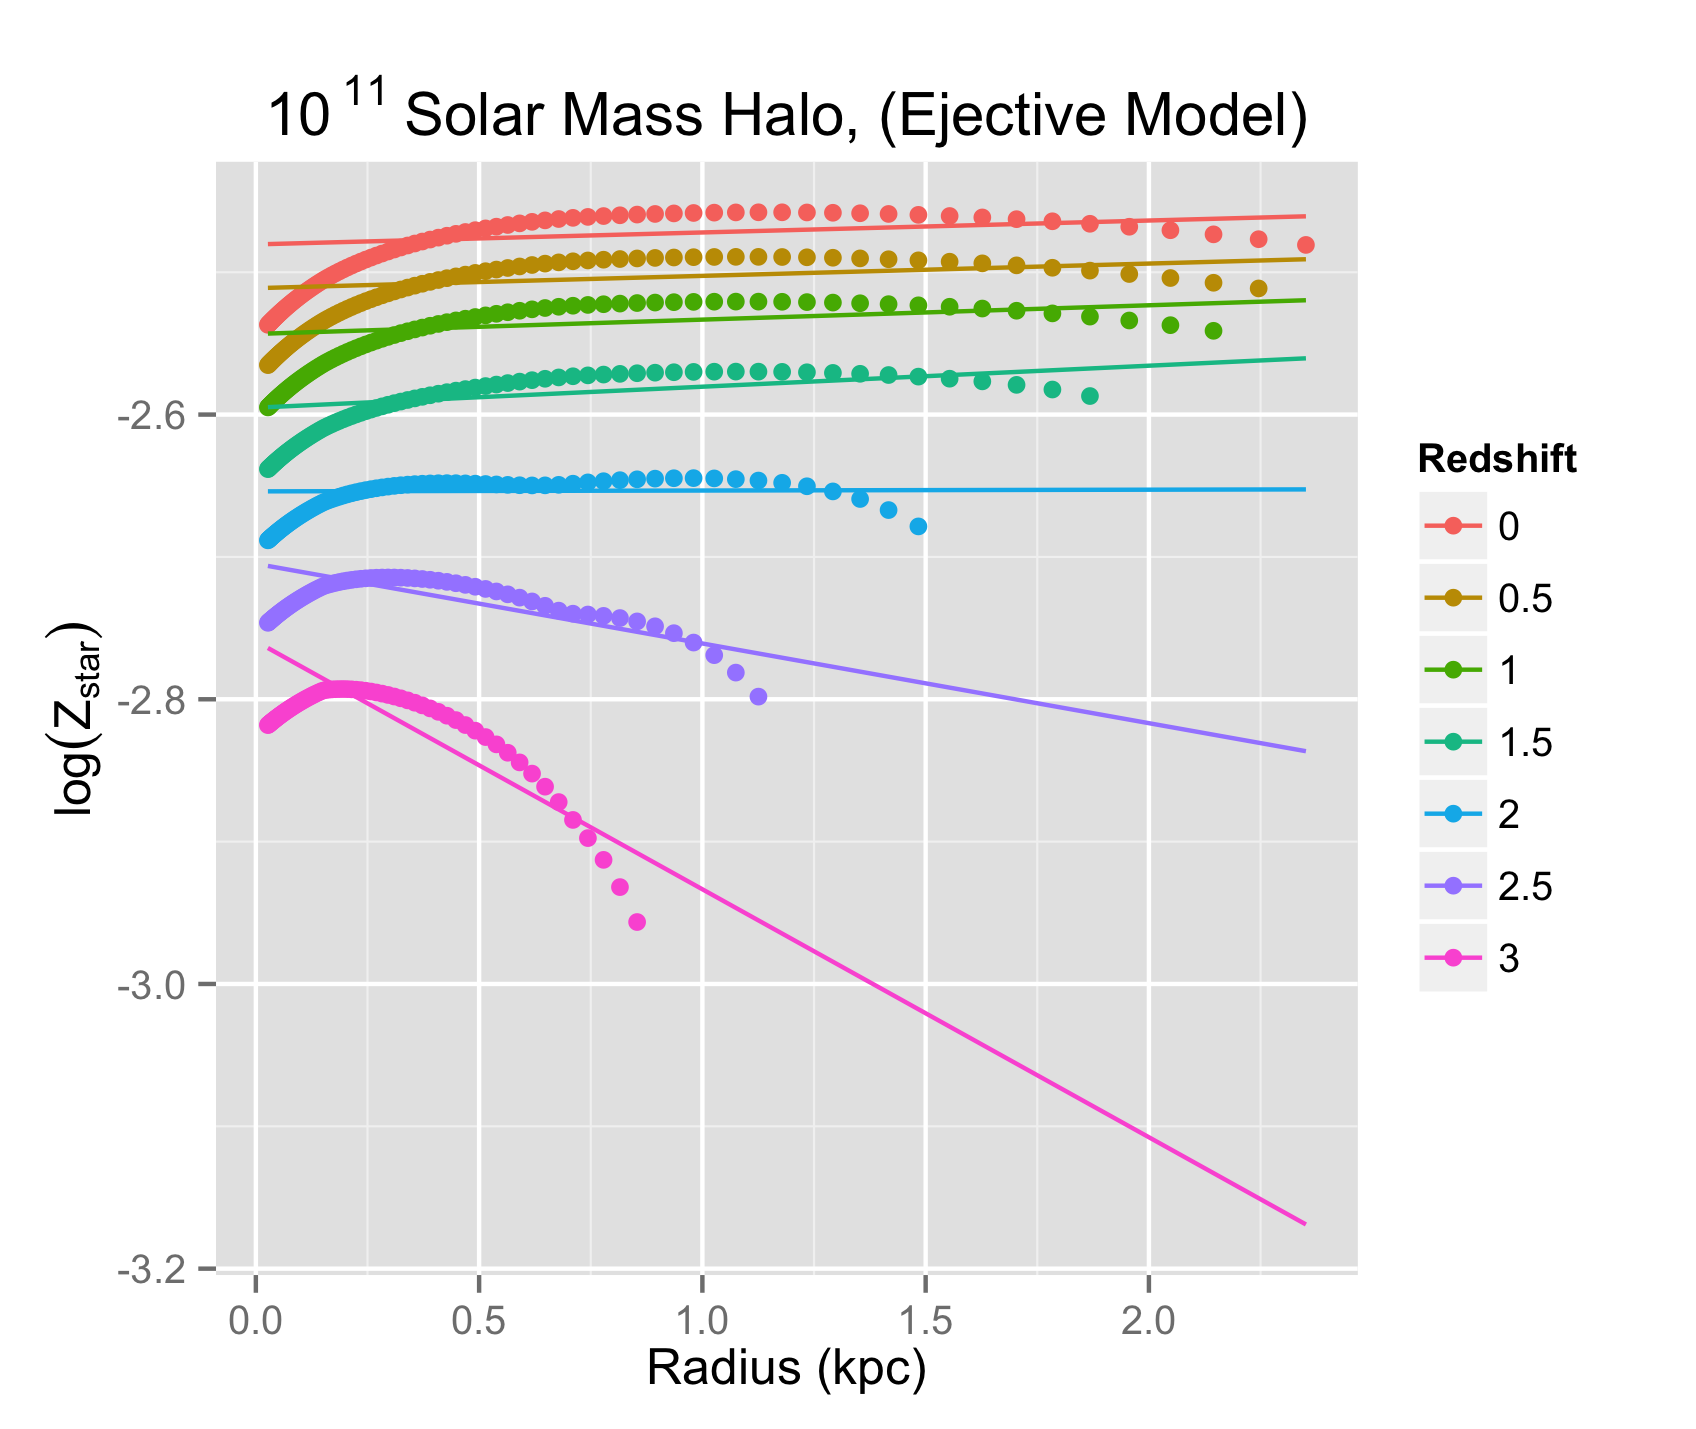 10 11 Solar Mass Halo, (Ejective Model)
log(Zstar)
-2.6
-2.8
-3.0
-3.2
0.0 0.5 1.0 1.5 2.0
Radius (kpc)
Redshift
0
0.5
1
1.5
2
2.5
3